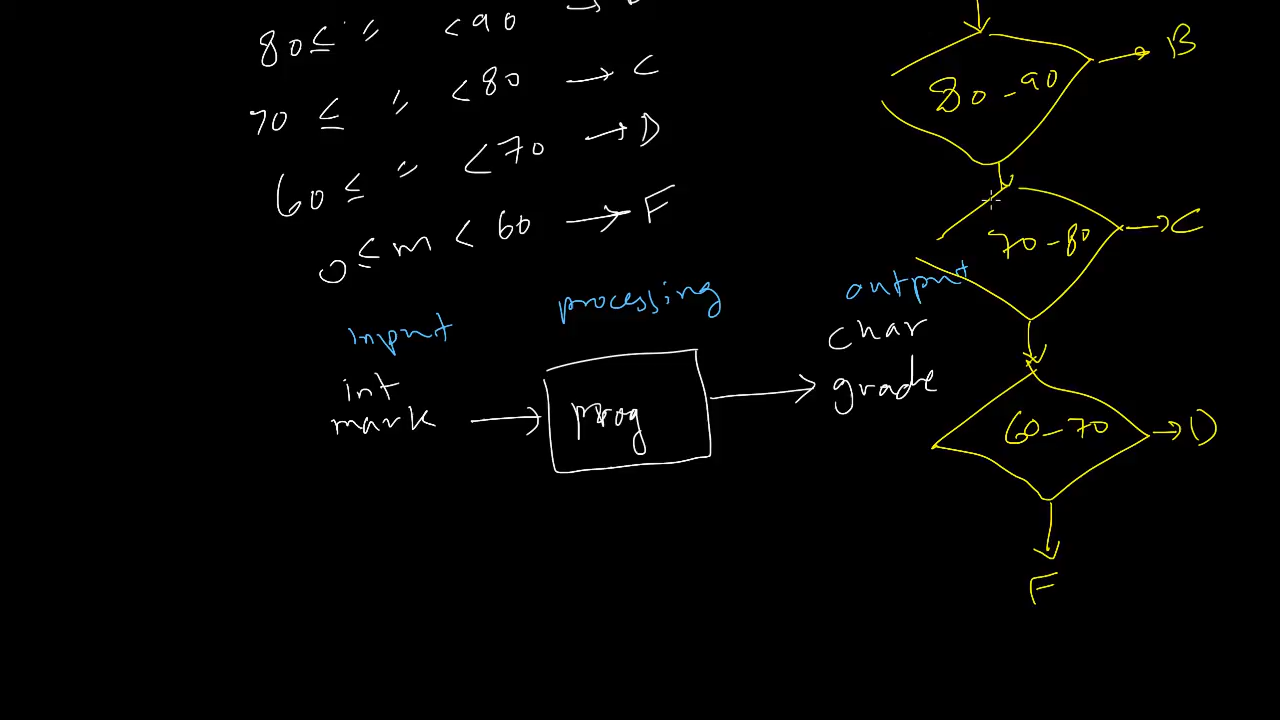 80 ≤ " < 90 →
70 ≤ " < 80 → C
60 ≤ " < 70 → D
0 ≤ m < 60 → F
input processing output
int
mark → prog → char
grade
80 - 90 → B
70 - 80 → C
60 - 70 → D
F